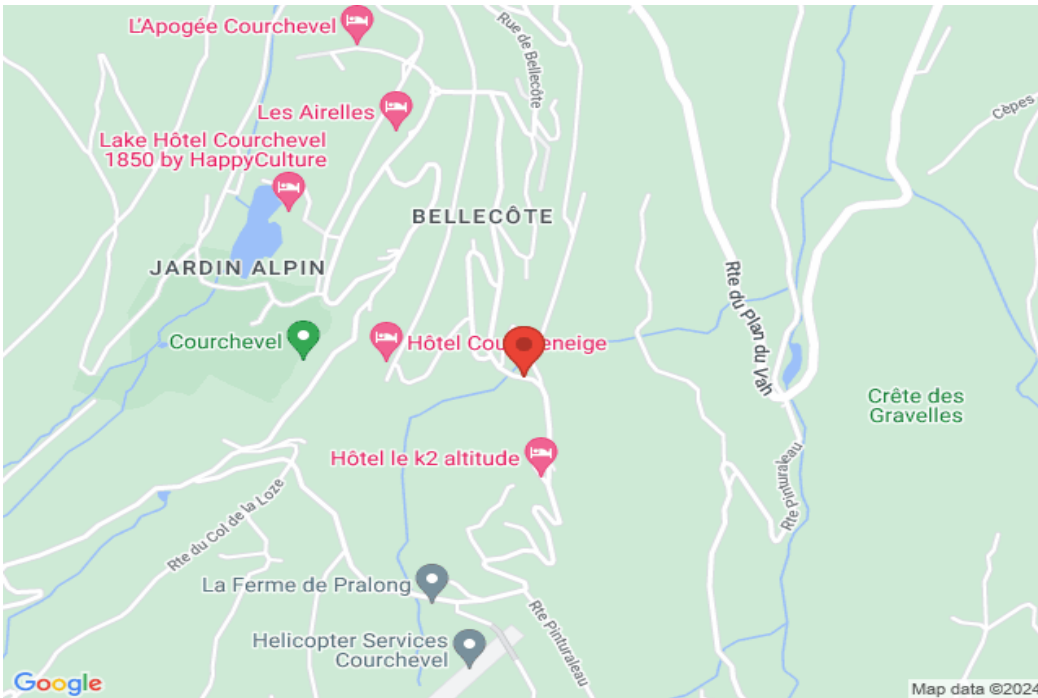 L'Apogée Courchevel
Rue de Bellecôte
Les Airelles
Cèpes
Lake Hôtel Courchevel
1850 by HappyCulture
BELLECÔTE
JARDIN ALPIN
Rte du Plan du Vah
Courchevel
Hôtel Cou
eneige
Crête des
Gravelles
Hôtel le k2 altitude
Rte pinturaleau
Rte du Col de la Loze
La Ferme de Pralong
Rte Pinturaleau
Helicopter Services
Courchevel
Google
Map data ©2024